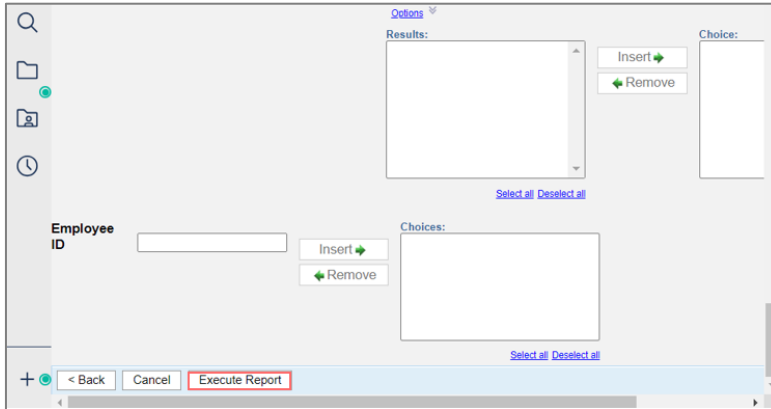 Options
Results:
Choice:
Insert
Remove
Select all Deselect all
Employee
ID
Choices:
Insert
Remove
Select all Deselect all
< Back
Cancel
Execute Report